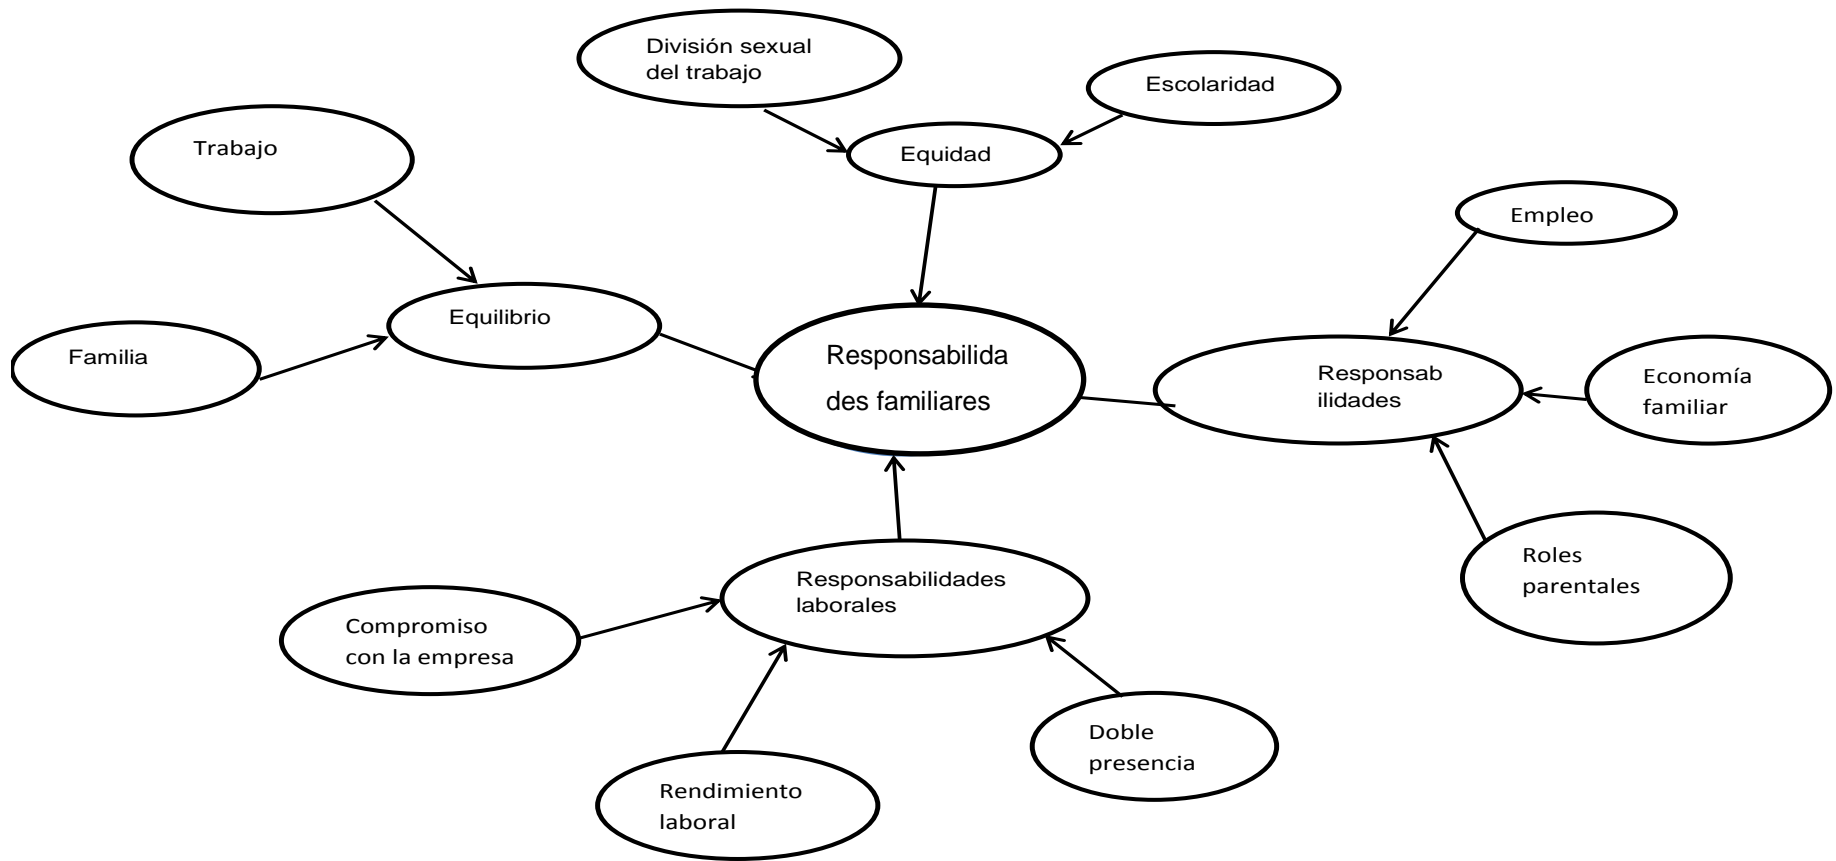 División sexual
del trabajo
Escolaridad
Trabajo
Equidad
Empleo
Equilibrio
Familia
Responsabilida
des familiares
Responsab
ilidades
Economía
familiar
Responsabilidades
laborales
Roles
parentales
Compromiso
con la empresa
Doble
presencia
Rendimiento
laboral